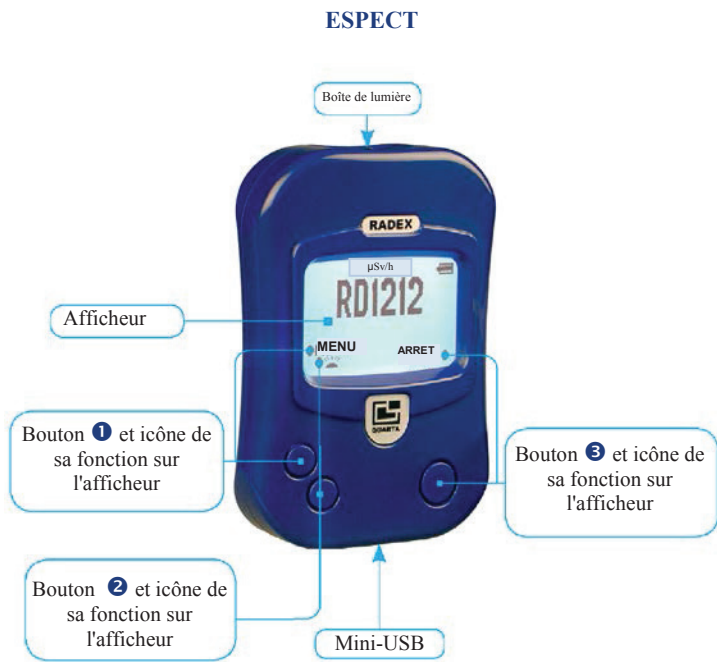 ESPECT
Boîte de lumière
RADEX
µSv/h
RD1212
Afficheur
MENU
ARRET
QUARTA
Bouton ❶ et icône de
sa fonction sur
l'afficheur
Bouton ❸ et icône de
sa fonction sur
l'afficheur
Bouton ❷ et icône de
sa fonction sur
l'afficheur
Mini-USB